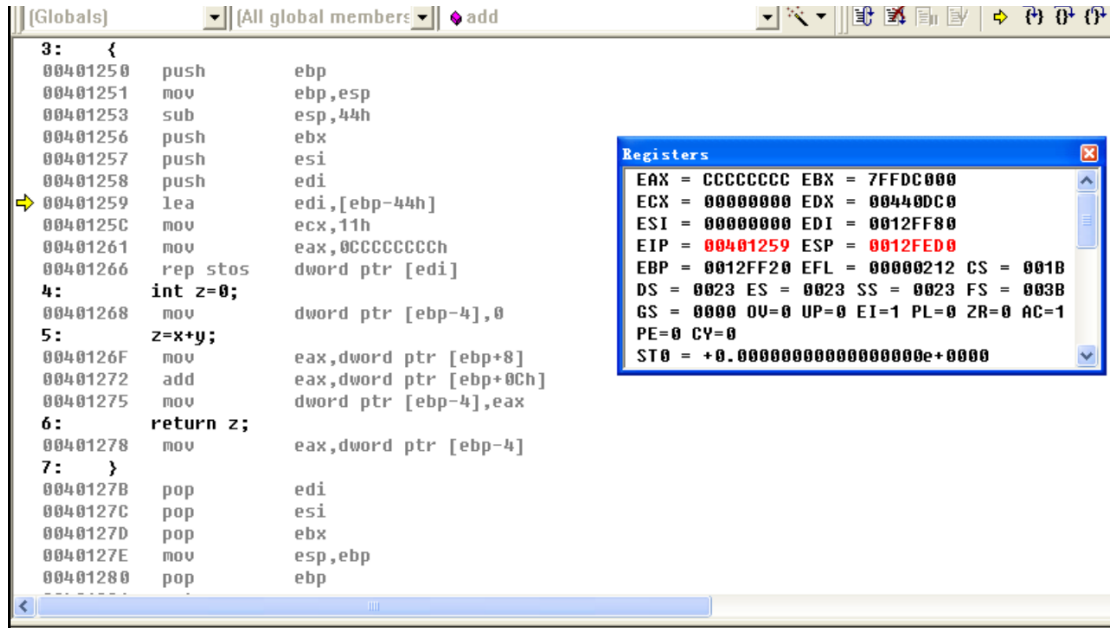 (Globals) (All global members add
3: {
00401250 push ebp
00401251 mov ebp,esp
00401253 sub esp,44h
00401256 push ebx
00401257 push esi
00401258 push edi
00401259 lea edi,[ebp-44h]
0040125C mov ecx,11h
00401261 mov eax,0CCCCCCCCh
00401266 rep stos dword ptr [edi]
4: int z=0;
00401268 mov dword ptr [ebp-4],0
5: z=x+y;
0040126F mov eax,dword ptr [ebp+8]
00401272 add eax,dword ptr [ebp+0Ch]
00401275 mov dword ptr [ebp-4],eax
6: return z;
00401278 mov eax,dword ptr [ebp-4]
7: }
0040127B pop edi
0040127C pop esi
0040127D pop ebx
0040127E mov esp,ebp
00401280 pop ebp
Registers
EAX = CCCCCCCC EBX = 7FFDC000
ECX = 00000000 EDX = 00440DC0
ESI = 00000000 EDI = 0012FF80
EIP = 00401259 ESP = 0012FED0
EBP = 0012FF20 EFL = 00000212 CS = 001B
DS = 0023 ES = 0023 SS = 0023 FS = 003B
GS = 0000 OV=0 UP=0 EI=1 PL=0 ZR=0 AC=1
PE=0 CY=0
ST0 = +0.00000000000000000e+0000